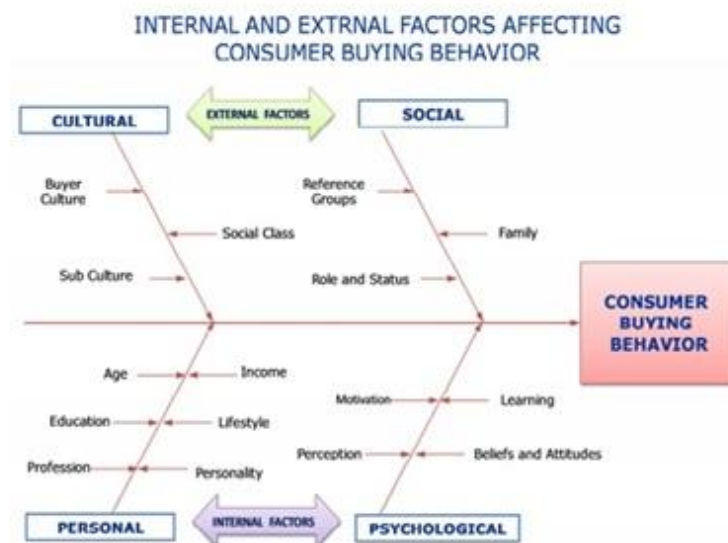 INTERNAL AND EXTRNAL FACTORS AFFECTING
CONSUMER BUYING BEHAVIOR
CULTURAL
EXTERNAL FACTORS
SOCIAL
Buyer
Culture
Social Class
Sub Culture
Reference
Groups
Family
Role and Status
CONSUMER
BUYING
BEHAVIOR
Age
Income
Education
Lifestyle
Profession
Personality
Motivation
Learning
Perception
Beliefs and Attitudes
PERSONAL
INTERNAL FACTORS
PSYCHOLOGICAL